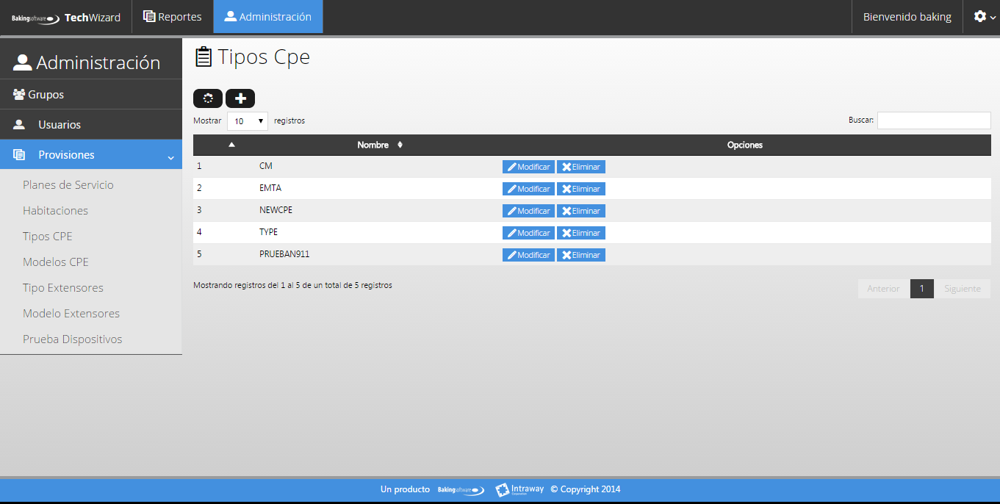 Bakingsoftware TechWizard Reportes Administración Bienvenido baking
Administración
Grupos
Usuarios
Provisiones
Planes de Servicio
Habitaciones
Tipos CPE
Modelos CPE
Tipo Extensores
Modelo Extensores
Prueba Dispositivos
Tipos Cpe
Mostrar 10 registros Buscar:
Nombre Opciones
1 CM Modificar Eliminar
2 EMTA Modificar Eliminar
3 NEWCPE Modificar Eliminar
4 TYPE Modificar Eliminar
5 PRUEBAN911 Modificar Eliminar
Mostrando registros del 1 al 5 de un total de 5 registros Anterior 1 Siguiente
Un producto Bakingsoftware Intraway Corporation © Copyright 2014